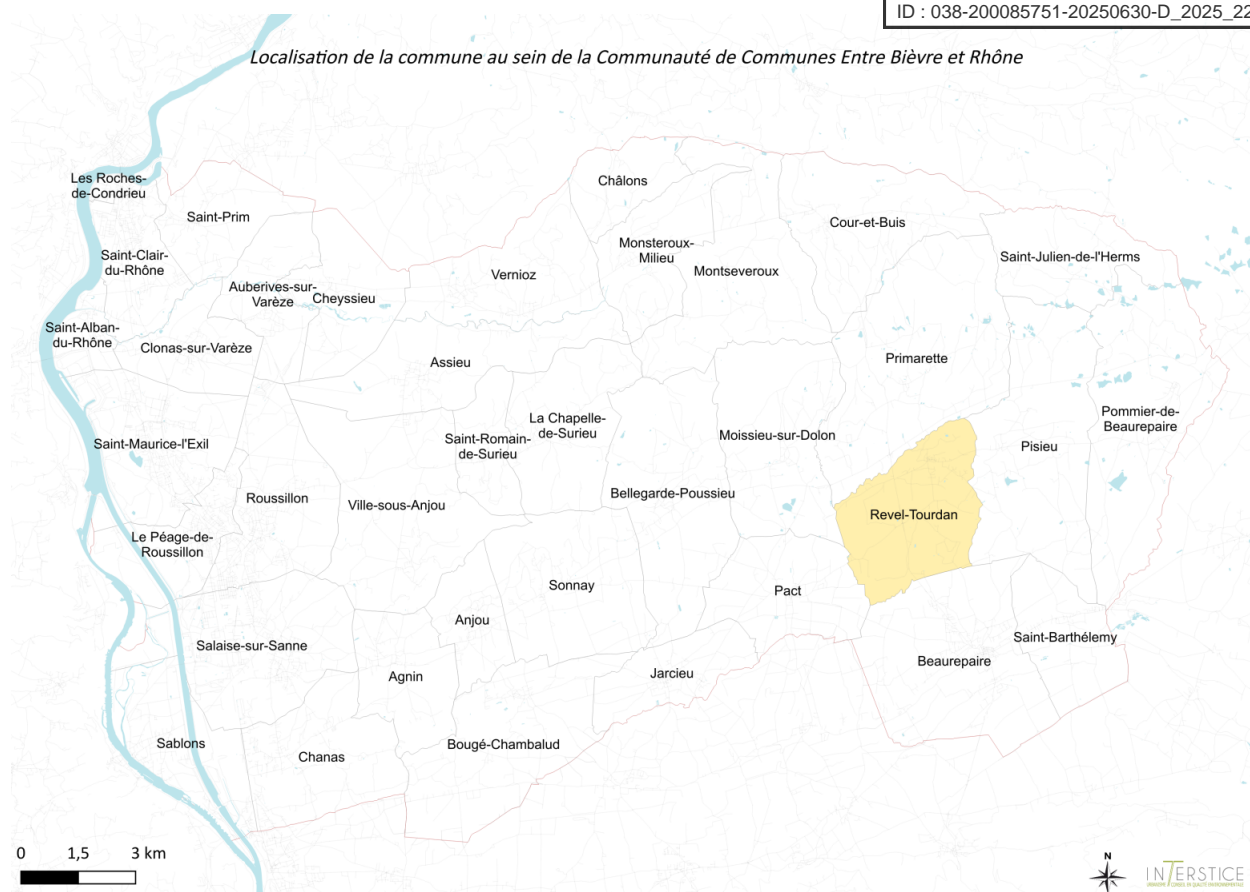 ID : 038-200085751-20250630-D_2025_22
Localisation de la commune au sein de la Communauté de Communes Entre Bièvre et Rhône
Les Roches-
de-Condrieu
Châlons
Saint-Prim
Cour-et-Buis
Saint-Clair-
du-Rhône
Monsteroux-
Milieu
Montseveroux
Saint-Julien-de-l'Herms
Vernioz
Auberives-sur-
Varèze
Cheyssieu
Saint-Alban-
du-Rhône
Clonas-sur-Varèze
Assieu
Primarette
Saint-Maurice-l'Exil
Saint-Romain-
de-Surieu
La Chapelle-
de-Surieu
Moissieu-sur-Dolon
Pisieu
Pommier-de-
Beaurepaire
Roussillon
Ville-sous-Anjou
Bellegarde-Poussieu
Revel-Tourdan
Le Péage-de-
Roussillon
Sonnay
Pact
Anjou
Salaise-sur-Sanne
Agnin
Jarcieu
Beaurepaire
Saint-Barthélemy
Sablons
Chanas
Bougé-Chambalud
0 1,5 3 km
N
INTERSTICE